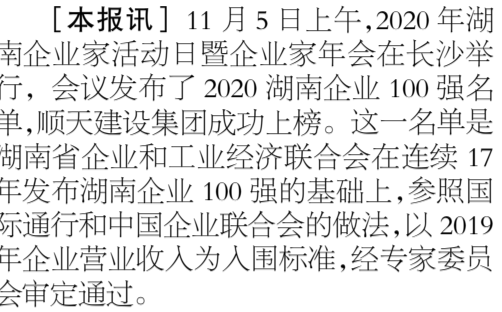 ［本报讯］11 月 5 日上午,2020 年湖
南企业家活动日暨企业家年会在长沙举
行，会议发布了 2020 湖南企业 100 强名
单,顺天建设集团成功上榜。这一名单是
湖南省企业和工业经济联合会在连续 17
年发布湖南企业 100 强的基础上,参照国
际通行和中国企业联合会的做法,以 2019
年企业营业收入为入围标准,经专家委员
会审定通过。